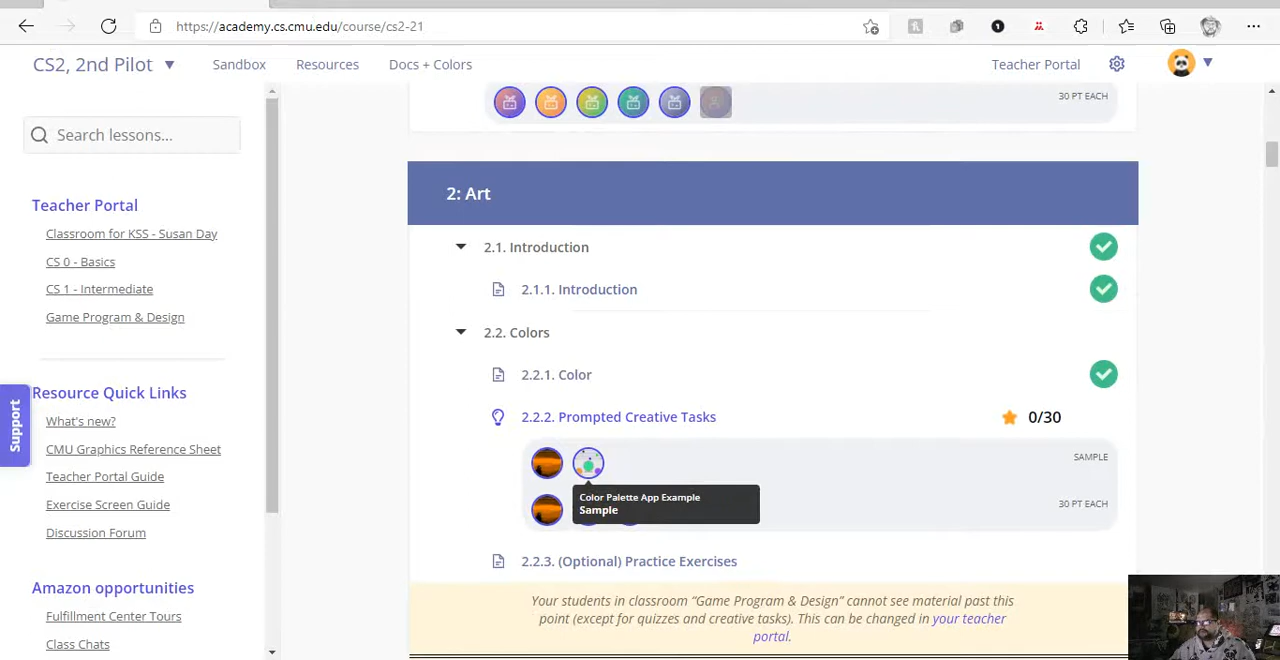 https://academy.cs.cmu.edu/course/cs2-21
CS2, 2nd Pilot
Sandbox
Resources
Docs + Colors
Teacher Portal
Search lessons...
Teacher Portal
Classroom for KSS - Susan Day
CS 0 - Basics
CS 1 - Intermediate
Game Program & Design
Resource Quick Links
What's new?
CMU Graphics Reference Sheet
Teacher Portal Guide
Exercise Screen Guide
Discussion Forum
Amazon opportunities
Fulfillment Center Tours
Class Chats
Support
30 PT EACH
2: Art
2.1. Introduction
2.1.1. Introduction
2.2. Colors
2.2.1. Color
2.2.2. Prompted Creative Tasks
0/30
SAMPLE
Color Palette App Example
Sample
30 PT EACH
2.2.3. (Optional) Practice Exercises
Your students in classroom “Game Program & Design” cannot see material past this
point (except for quizzes and creative tasks). This can be changed in your teacher
portal.